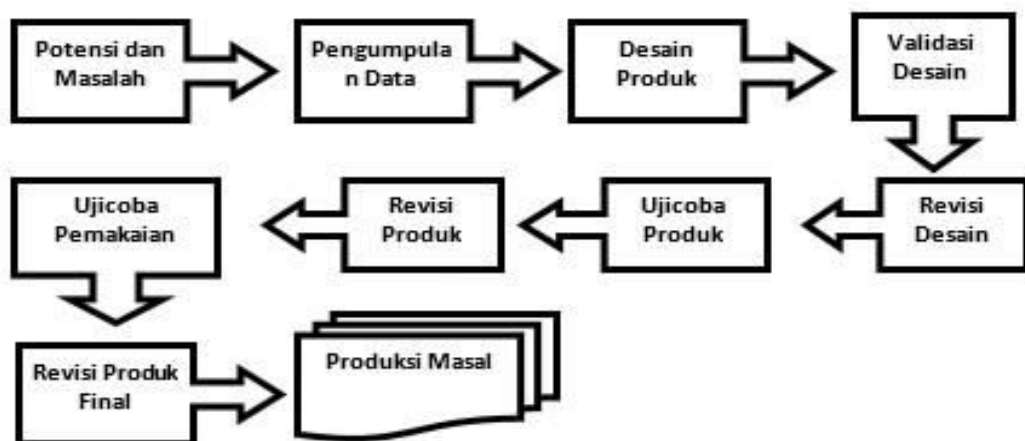 Potensi dan
Masalah
Pengumpula
n Data
Desain
Produk
Validasi
Desain
Revisi
Desain
Ujicoba
Produk
Revisi
Produk
Ujicoba
Pemakaian
Revisi Produk
Final
Produksi Masal